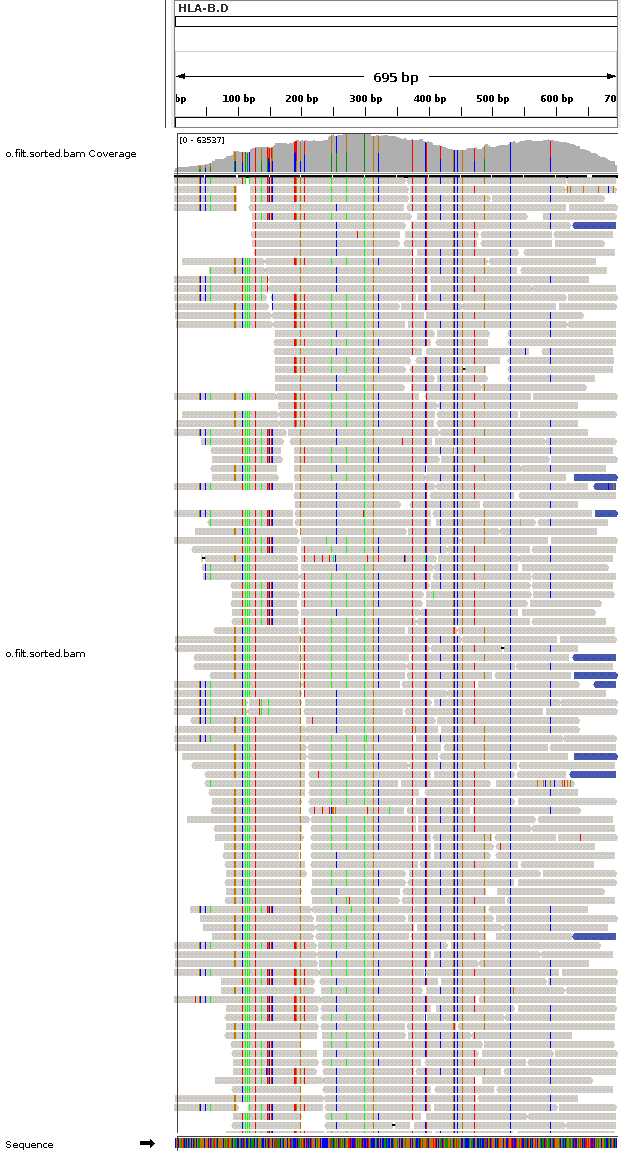 HLA-B.D
695 bp
bp 100 bp 200 bp 300 bp 400 bp 500 bp 600 bp 70
[0 - 63537]
o.filt.sorted.bam Coverage
o.filt.sorted.bam
Sequence